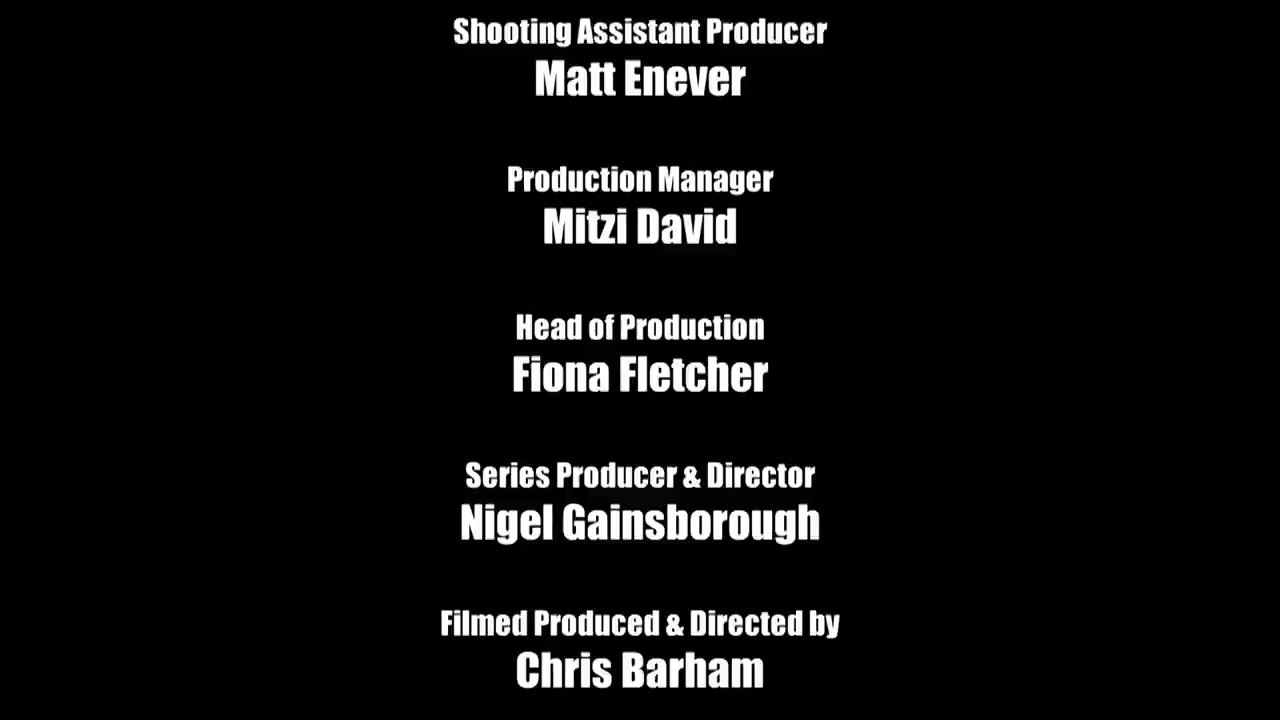 Shooting Assistant Producer
Matt Enever
Production Manager
Mitzi David
Head of Production
Fiona Fletcher
Series Producer & Director
Nigel Gainsborough
Filmed Produced & Directed by
Chris Barham